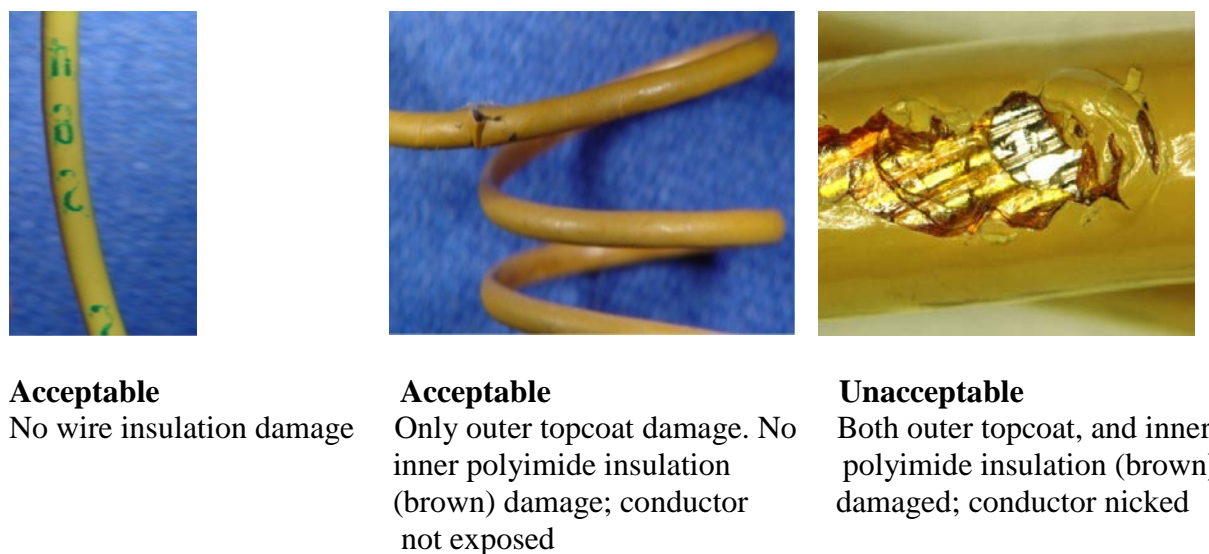 Acceptable
No wire insulation damage
Acceptable
Only outer topcoat damage. No
inner polyimide insulation
(brown) damage; conductor
not exposed
Unacceptable
Both outer topcoat, and inner
polyimide insulation (brown)
damaged; conductor nicked